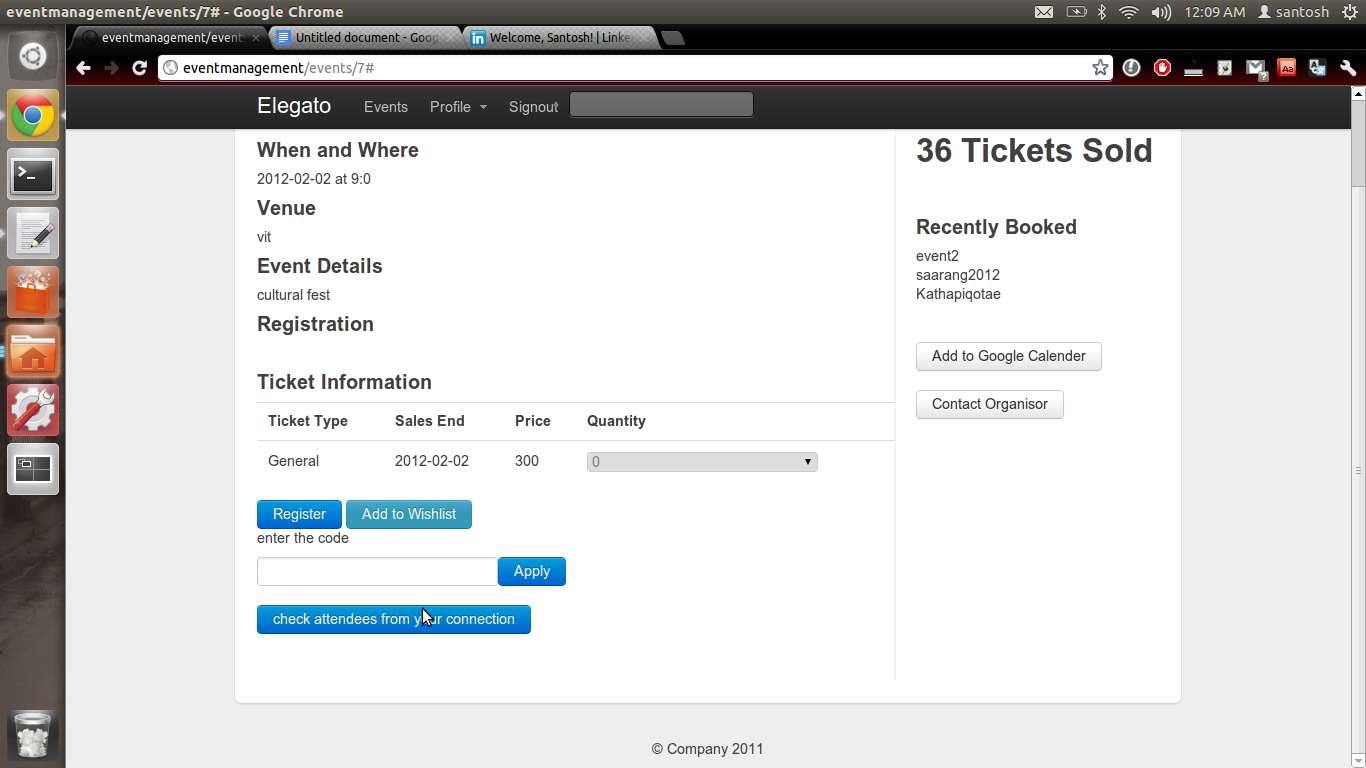 eventmanagement/events/7# - Google Chrome
12:09 AM santosh
eventmanagement/event
Untitled document - Goog
Welcome, Santosh! | Linke
eventmanagement/events/7#
Elegato Events Profile Signout
When and Where
2012-02-02 at 9:0
Venue
vit
Event Details
cultural fest
Registration
Ticket Information
Ticket Type Sales End Price Quantity
General 2012-02-02 300 0
Register Add to Wishlist
enter the code
Apply
check attendees from your connection
36 Tickets Sold
Recently Booked
event2
saarang2012
Kathapiqotae
Add to Google Calender
Contact Organisor
© Company 2011